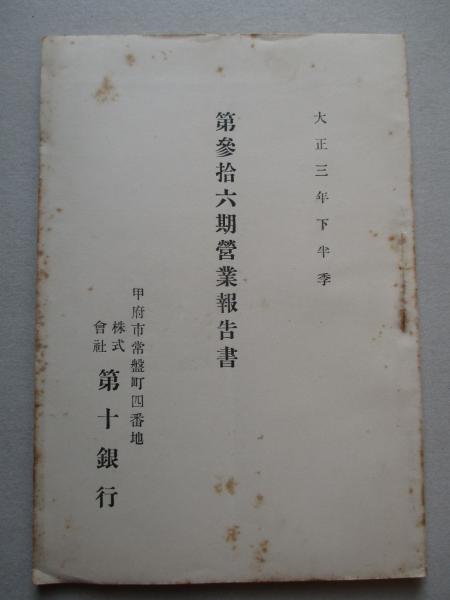 大正三年下半季
第參拾六期營業報告書
甲府市常盤町四番地
株式會社 第十銀行